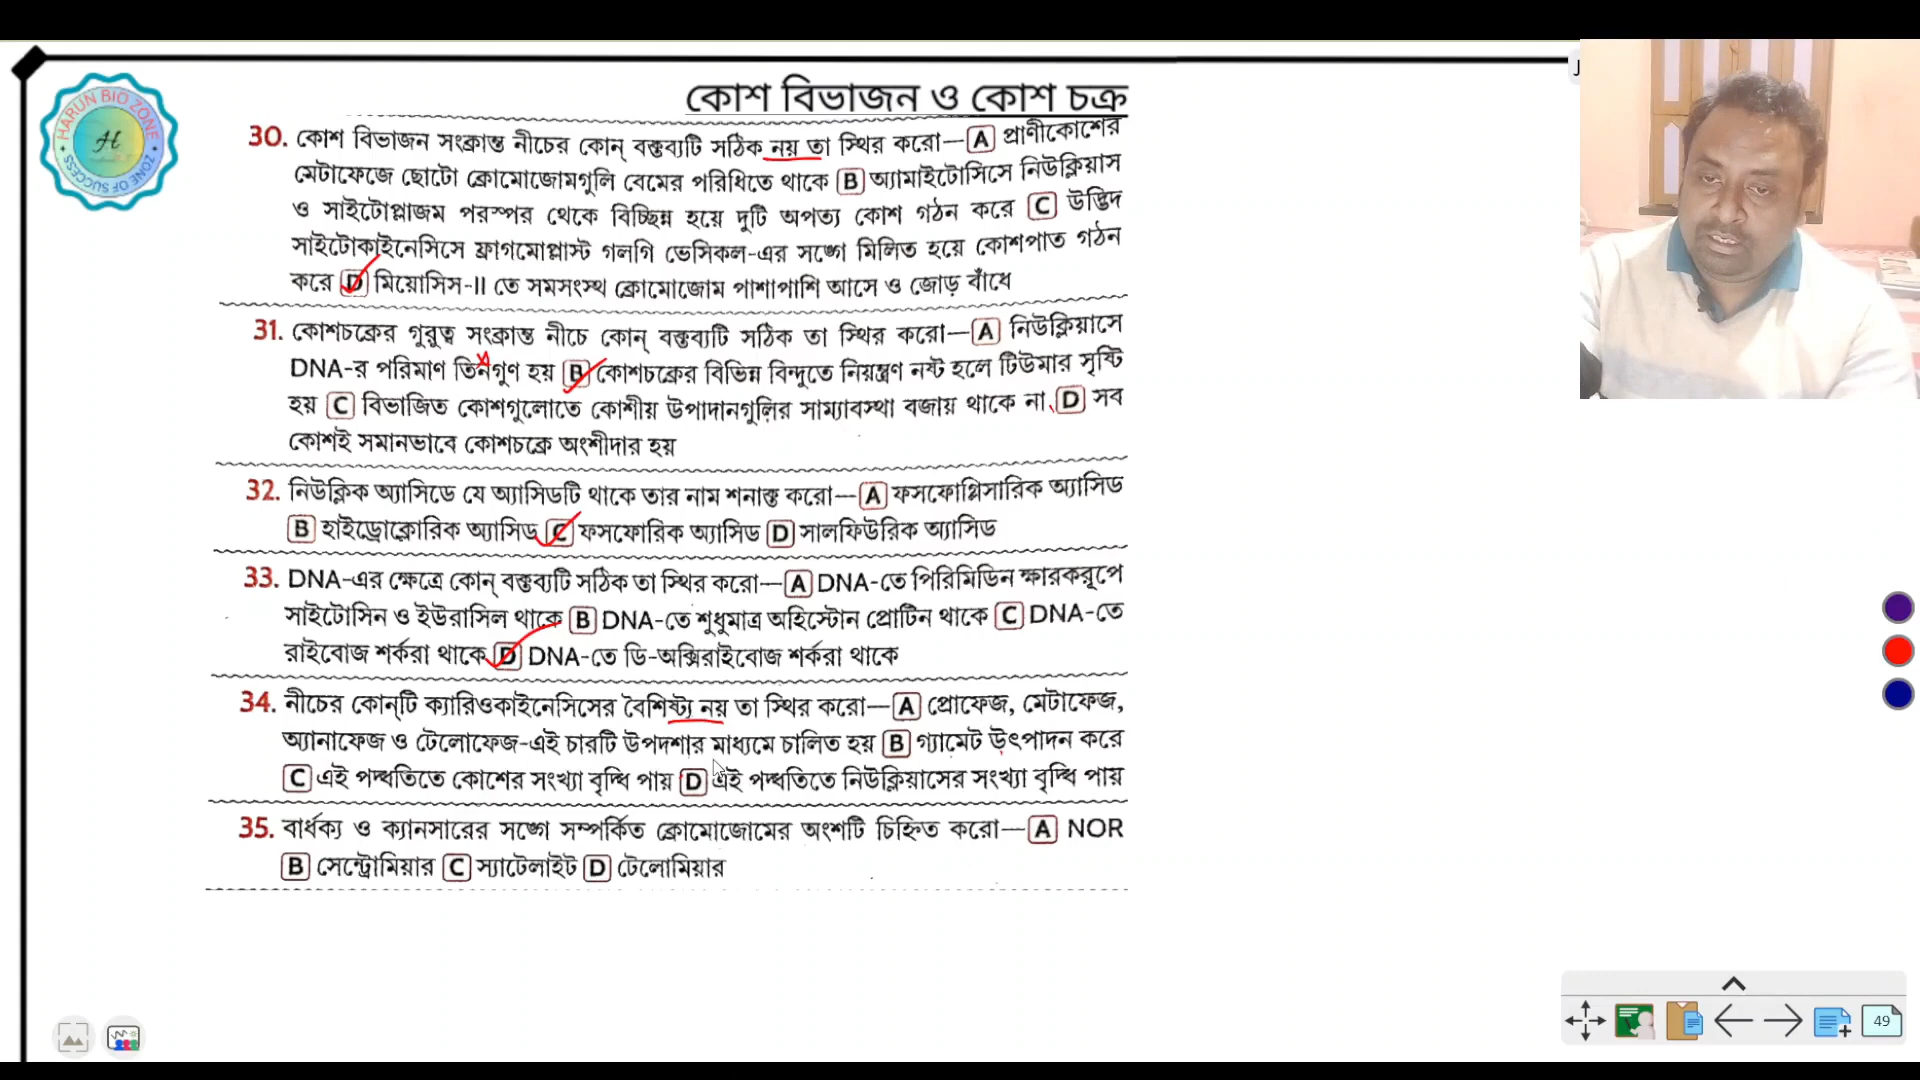 কোশ বিভাজন ও কোশ চক্র
HARUN BIO ZONE
H
ZONE OF SUCCESS
30. কোশ বিভাজন সংক্রান্ত নীচের কোন্ বক্তব্যটি সঠিক নয় তা স্থির করো—A প্রাণীকোশের
মেটাফেজে ছোটো ক্রোমোজোমগুলি বেমের পরিধিতে থাকে B অ্যামাইটোসিসে নিউক্লিয়াস
ও সাইটোপ্লাজম পরস্পর থেকে বিচ্ছিন্ন হয়ে দুটি অপত্য কোশ গঠন করে C উদ্ভিদ
সাইটোকাইনেসিসে ফ্রাগমোপ্লাস্ট গলগি ভেসিকল-এর সঙ্গে মিলিত হয়ে কোশপাত গঠন
করে D মিয়োসিস-II তে সমসংস্থ ক্রোমোজোম পাশাপাশি আসে ও জোড় বাঁধে
31. কোশচক্রের গুরুত্ব সংক্রান্ত নীচে কোন্ বক্তব্যটি সঠিক তা স্থির করো—A নিউক্লিয়াসে
DNA-র পরিমাণ তিনগুণ হয় B কোশচক্রের বিভিন্ন বিন্দুতে নিয়ন্ত্রণ নষ্ট হলে টিউমার সৃষ্টি
হয় C বিভাজিত কোশগুলোতে কোশীয় উপাদানগুলির সাম্যাবস্থা বজায় থাকে না D সব
কোশই সমানভাবে কোশচক্রে অংশীদার হয়
32. নিউক্লিক অ্যাসিডে যে অ্যাসিডটি থাকে তার নাম শনাক্ত করো—A ফসফোগ্লিসারিক অ্যাসিড
B হাইড্রোক্লোরিক অ্যাসিড C ফসফোরিক অ্যাসিড D সালফিউরিক অ্যাসিড
33. DNA-এর ক্ষেত্রে কোন্ বক্তব্যটি সঠিক তা স্থির করো—A DNA-তে পিরিমিডিন ক্ষারকরূপে
সাইটোসিন ও ইউরাসিল থাকে B DNA-তে শুধুমাত্র অহিস্টোন প্রোটিন থাকে C DNA-তে
রাইবোজ শর্করা থাকে D DNA-তে ডি-অক্সিরাইবোজ শর্করা থাকে
34. নীচের কোন্‌টি ক্যারিওকাইনেসিসের বৈশিষ্ট্য নয় তা স্থির করো—A প্রোফেজ, মেটাফেজ,
অ্যানাফেজ ও টেলোফেজ-এই চারটি উপদশার মাধ্যমে চালিত হয় B গ্যামেট উৎপাদন করে
C এই পদ্ধতিতে কোশের সংখ্যা বৃদ্ধি পায় D এই পদ্ধতিতে নিউক্লিয়াসের সংখ্যা বৃদ্ধি পায়
35. বার্ধক্য ও ক্যানসারের সঙ্গে সম্পর্কিত ক্রোমোজোমের অংশটি চিহ্নিত করো—A NOR
B সেন্ট্রোমিয়ার C স্যাটেলাইট D টেলোমিয়ার
49